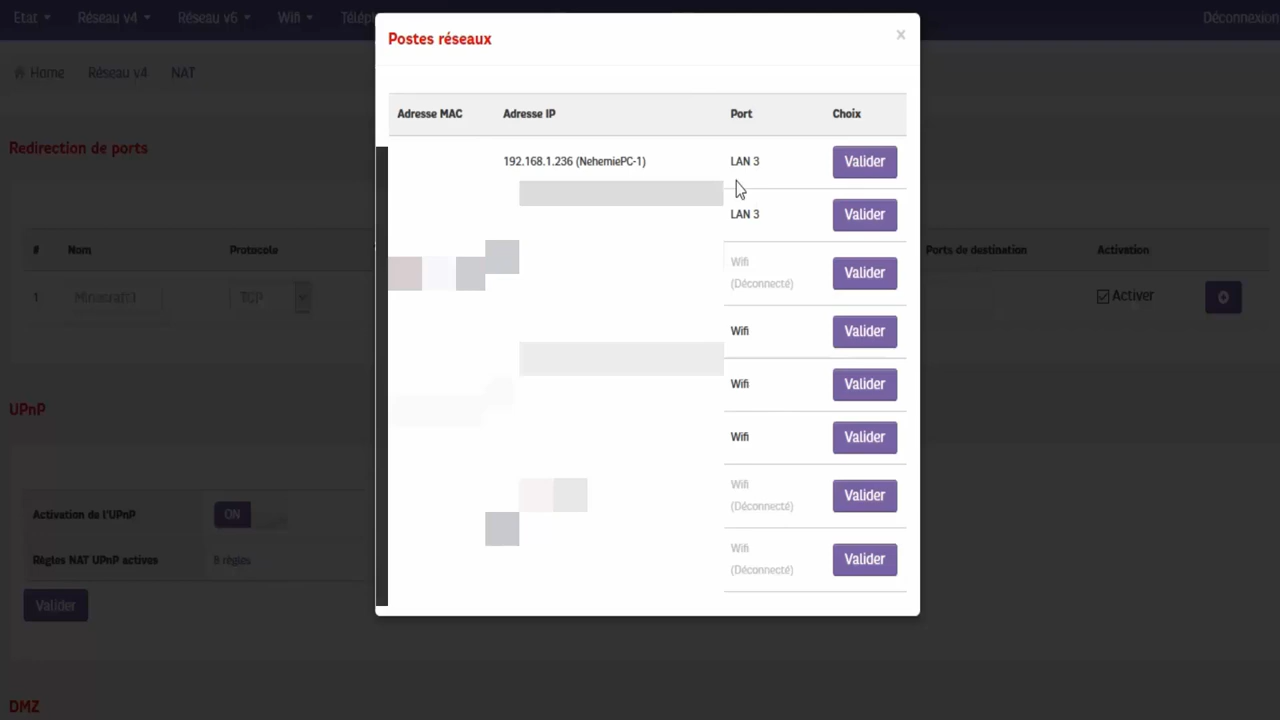 Etat Réseau v4 Réseau v6 Wifi Déconnexion
Postes réseaux
×
Home Réseau v4 NAT
Adresse MAC Adresse IP Port Choix
Redirection de ports
192.168.1.236 (NehemiePC-1) LAN 3 Valider
LAN 3 Valider
# Nom Protocole Ports de destination Activation
Wifi
(Déconnecté) Valider
1 Minecraft1 TCP Activer
Wifi Valider
Wifi Valider
UPnP
Wifi Valider
Wifi
(Déconnecté) Valider
Activation de l'UPnP ON
Wifi
(Déconnecté) Valider
Règles NAT UPnP actives 6 règles
Valider
DMZ